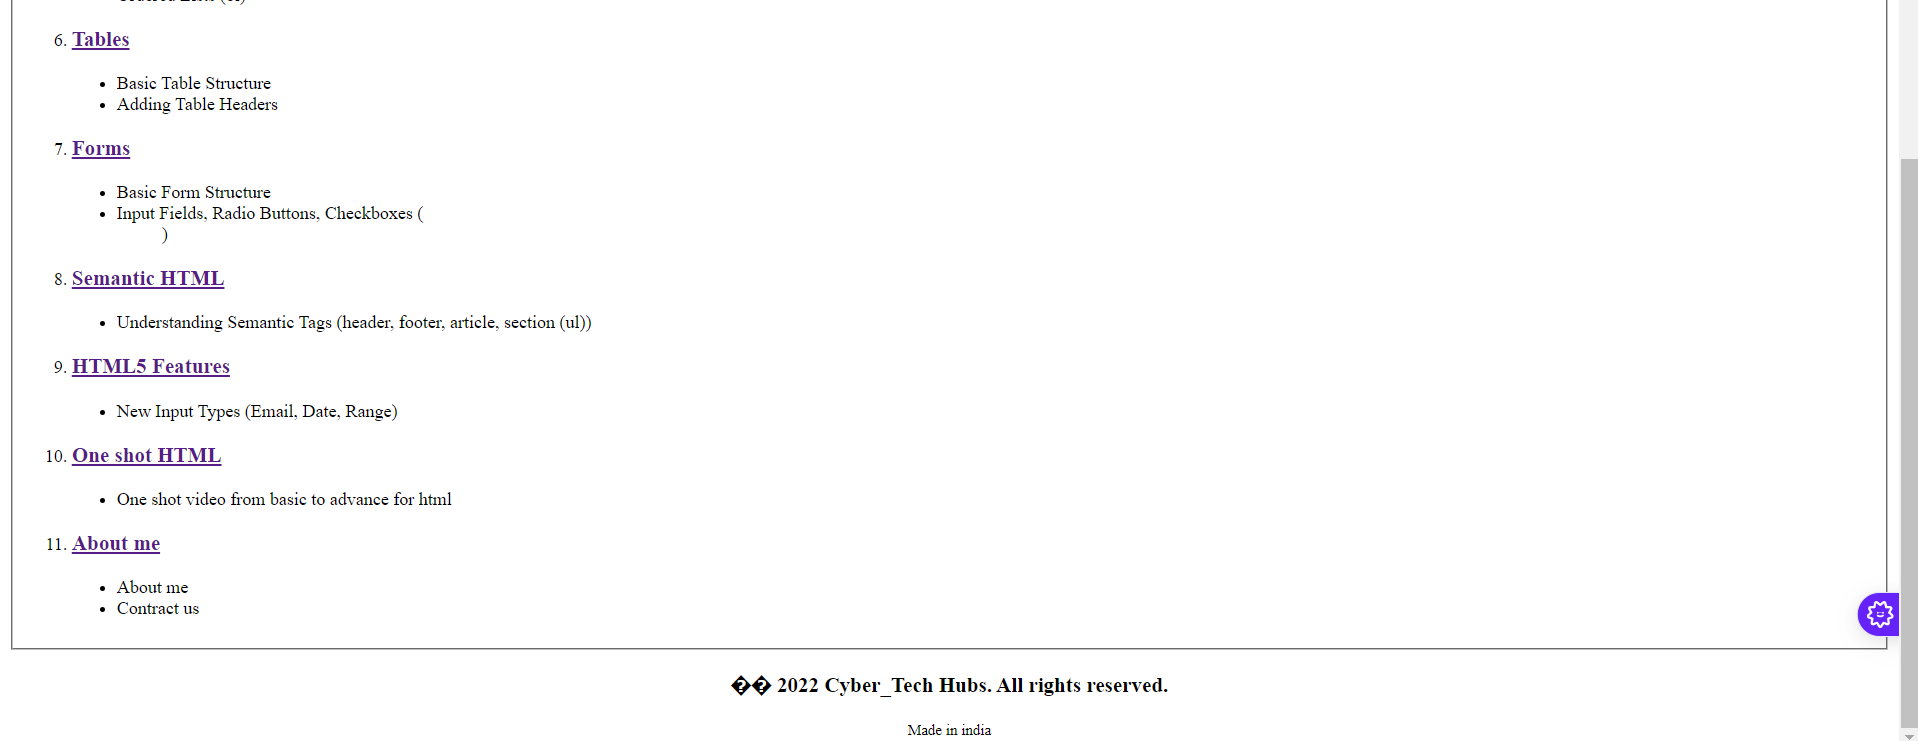 6. Tables
• Basic Table Structure
• Adding Table Headers
7. Forms
• Basic Form Structure
• Input Fields, Radio Buttons, Checkboxes (
)
8. Semantic HTML
• Understanding Semantic Tags (header, footer, article, section (ul))
9. HTML5 Features
• New Input Types (Email, Date, Range)
10. One shot HTML
• One shot video from basic to advance for html
11. About me
• About me
• Contract us
�� 2022 Cyber_Tech Hubs. All rights reserved.
Made in india